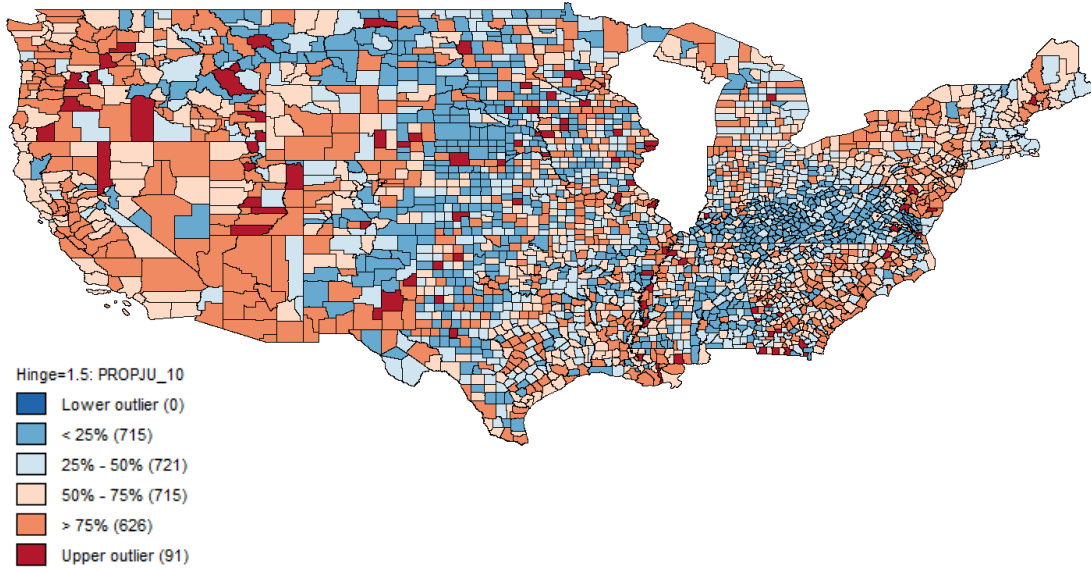 Hinge=1.5: PROPJU_10
Lower outlier (0)
< 25% (715)
25% - 50% (721)
50% - 75% (715)
> 75% (626)
Upper outlier (91)